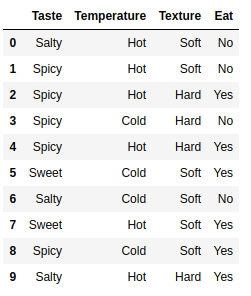 Taste Temperature Texture Eat
0 Salty Hot Soft No
1 Spicy Hot Soft No
2 Spicy Hot Hard Yes
3 Spicy Cold Hard No
4 Spicy Hot Hard Yes
5 Sweet Cold Soft Yes
6 Salty Cold Soft No
7 Sweet Hot Soft Yes
8 Spicy Cold Soft Yes
9 Salty Hot Hard Yes